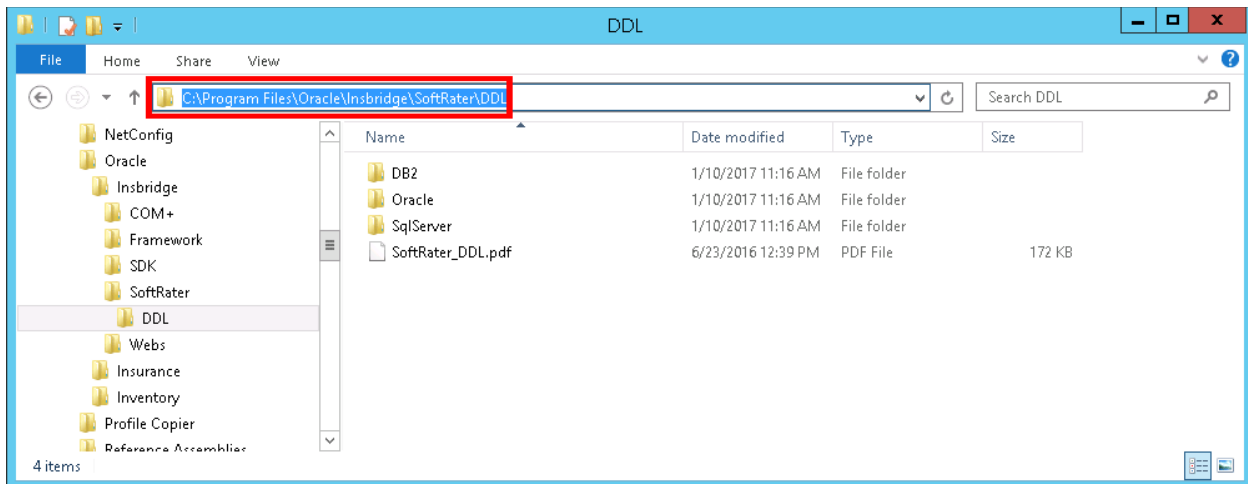 DDL
File Home Share View
C:\Program Files\Oracle\Insbridge\SoftRater\DDL
Search DDL
NetConfig
Oracle
Insbridge
COM+
Framework
SDK
SoftRater
DDL
Webs
Insurance
Inventory
Profile Copier
Reference Assemblies
Name Date modified Type Size
DB2 1/10/2017 11:16 AM File folder
Oracle 1/10/2017 11:16 AM File folder
SqlServer 1/10/2017 11:16 AM File folder
SoftRater_DDL.pdf 6/23/2016 12:39 PM PDF File 172 KB
4 items